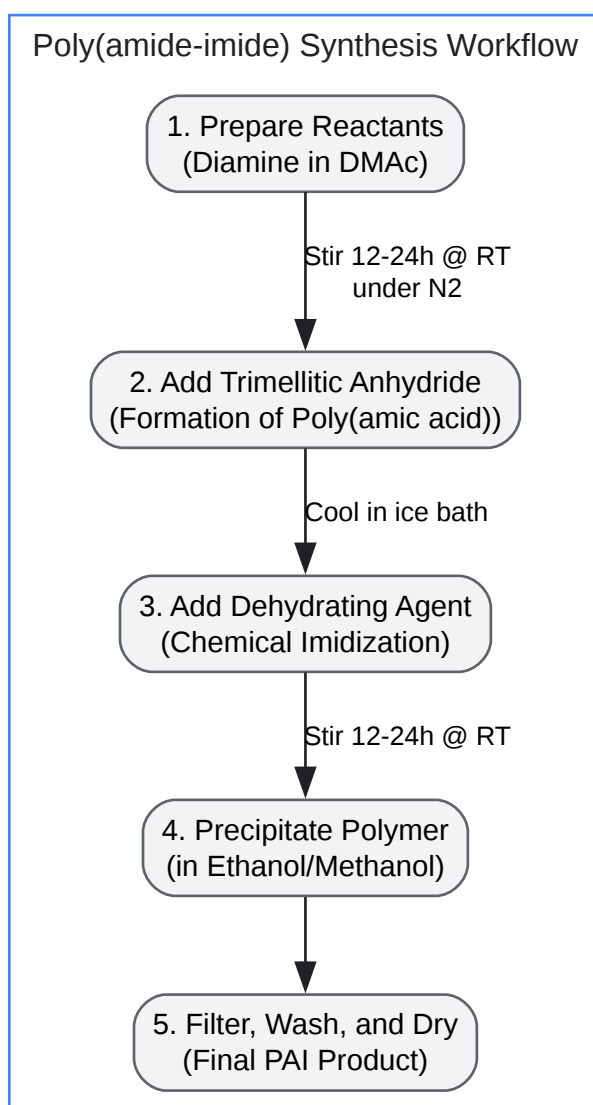 Poly(amide-imide) Synthesis Workflow
1. Prepare Reactants
(Diamine in DMAc)
Stir 12-24h @ RT
under N2
2. Add Trimellitic Anhydride
(Formation of Poly(amic acid))
Cool in ice bath
3. Add Dehydrating Agent
(Chemical Imidization)
Stir 12-24h @ RT
4. Precipitate Polymer
(in Ethanol/Methanol)
5. Filter, Wash, and Dry
(Final PAI Product)